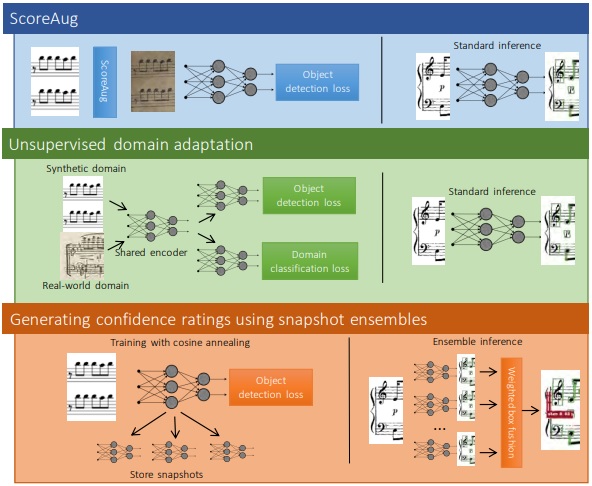 ScoreAug
ScoreAug
Object
detection loss
Standard inference
p
Unsupervised domain adaptation
Synthetic domain
Shared encoder
Real-world domain
Object
detection loss
Domain
classification loss
Standard inference
p
Generating confidence ratings using snapshot ensembles
Training with cosine annealing
Object
detection loss
Store snapshots
Ensemble inference
p
...
Weighted box fushion